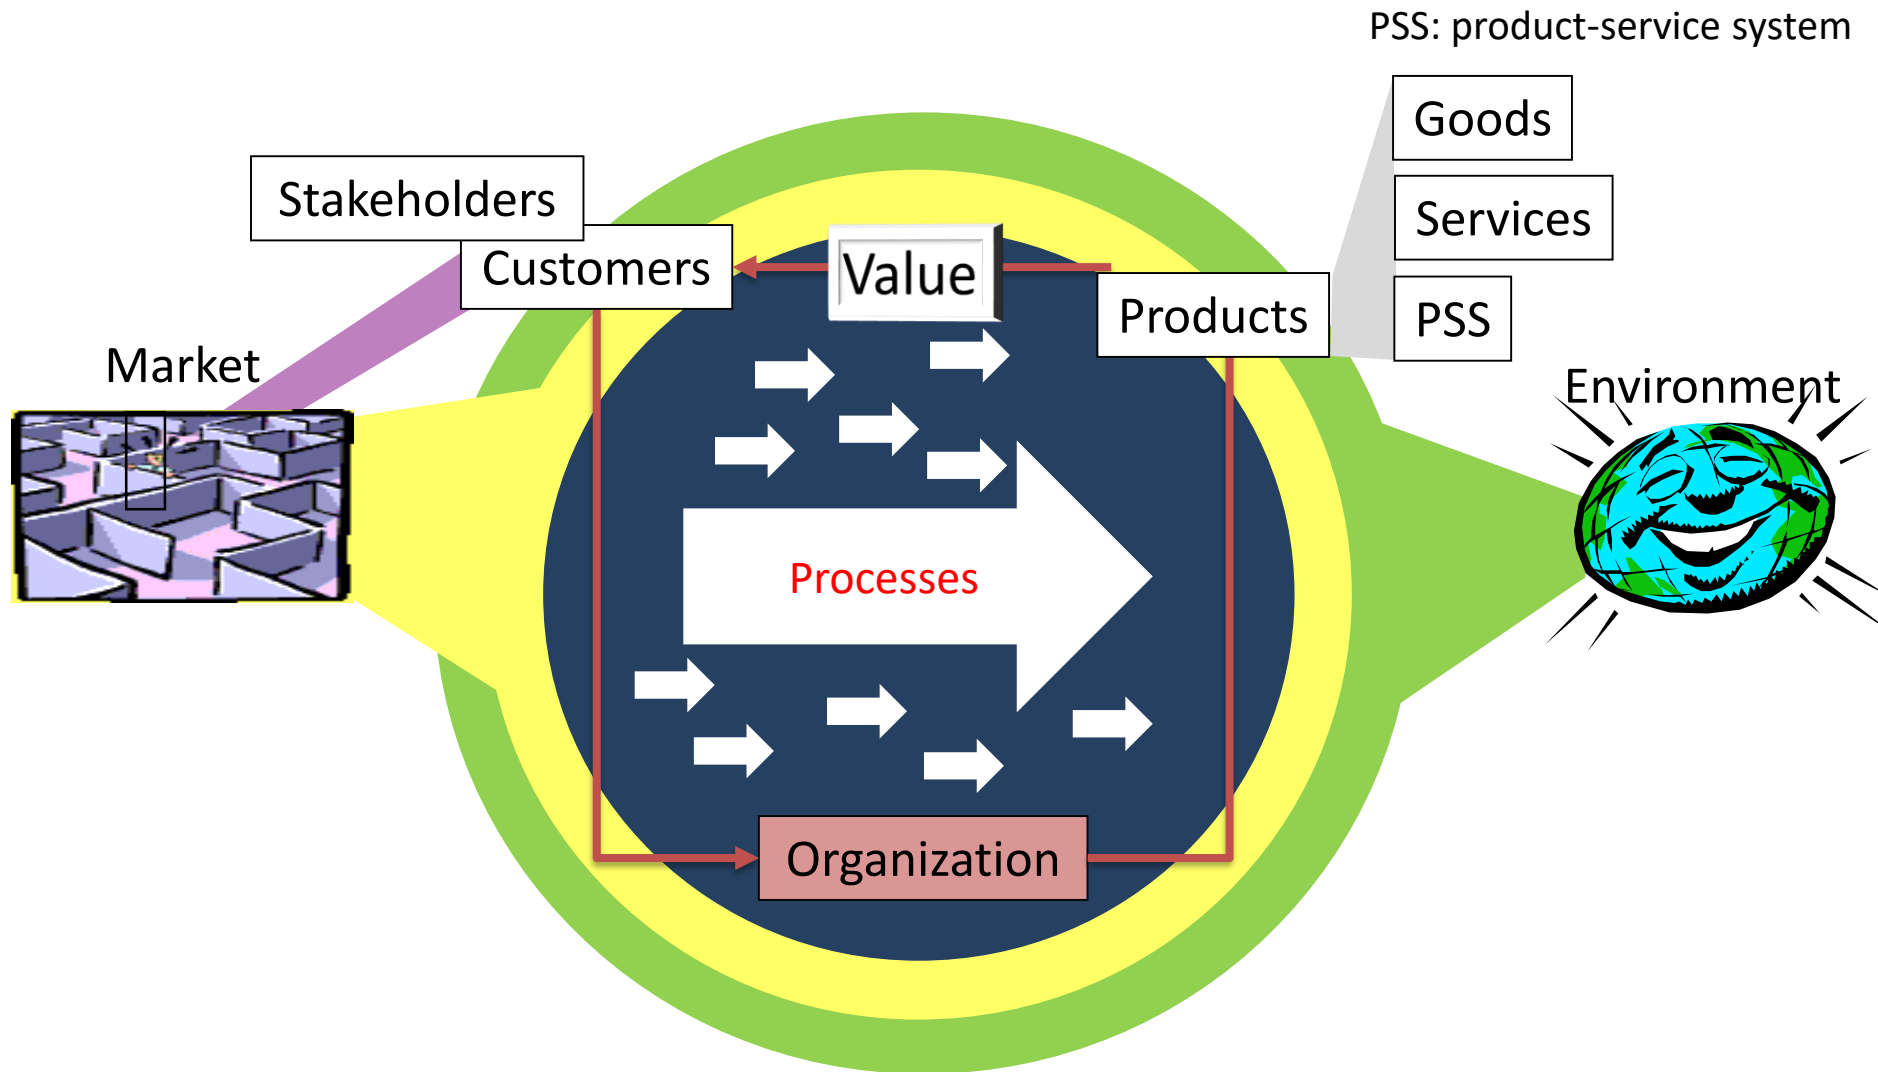 PSS: product-service system
Goods
Stakeholders
Services
Customers
Value
Products
PSS
Market
Environment
Processes
Organization